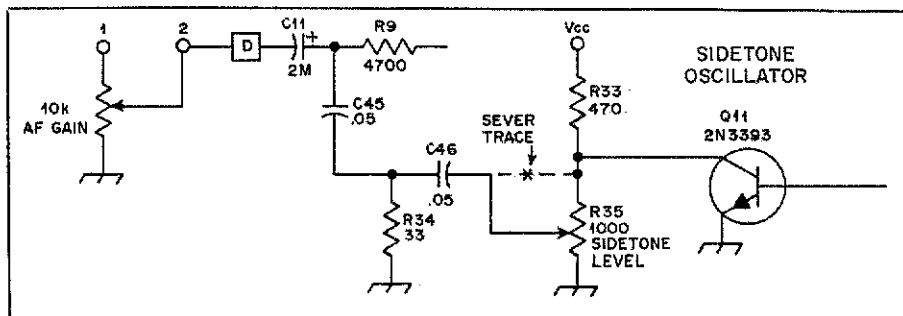 1
2
D
C11
+
2M
R9
4700
Vcc
SIDETONE
OSCILLATOR
10k
AF GAIN
C45
.05
R33
470
Q11
2N3393
SEVER
TRACE
C46
.05
R34
33
R35
1000
SIDETONE
LEVEL